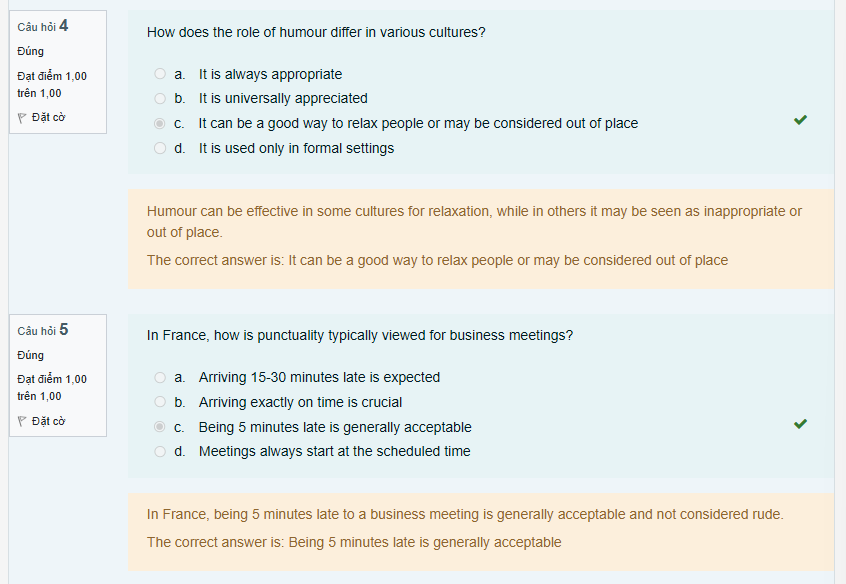 Câu hỏi 4
Đúng
Đạt điểm 1,00
trên 1,00
Đặt cờ
How does the role of humour differ in various cultures?
a. It is always appropriate
b. It is universally appreciated
c. It can be a good way to relax people or may be considered out of place
d. It is used only in formal settings
Humour can be effective in some cultures for relaxation, while in others it may be seen as inappropriate or
out of place.
The correct answer is: It can be a good way to relax people or may be considered out of place
Câu hỏi 5
Đúng
Đạt điểm 1,00
trên 1,00
Đặt cờ
In France, how is punctuality typically viewed for business meetings?
a. Arriving 15-30 minutes late is expected
b. Arriving exactly on time is crucial
c. Being 5 minutes late is generally acceptable
d. Meetings always start at the scheduled time
In France, being 5 minutes late to a business meeting is generally acceptable and not considered rude.
The correct answer is: Being 5 minutes late is generally acceptable